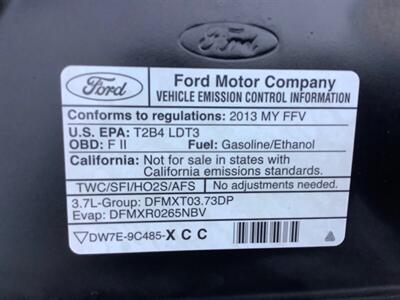 Ford
Ford
Ford Motor Company
VEHICLE EMISSION CONTROL INFORMATION
Conforms to regulations: 2013 MY FFV
U.S. EPA: T2B4 LDT3
OBD: F II Fuel: Gasoline/Ethanol
California: Not for sale in states with
California emissions standards.
TWC/SFI/HO2S/AFS No adjustments needed.
3.7L-Group: DFMXT03.73DP
Evap: DFMXR0265NBV
DW7E-9C485-X C C